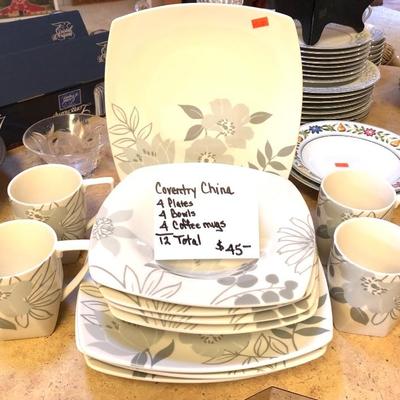 Coventry China
4 Plates
4 Bowls
4 Coffee mugs
12 Total $45—